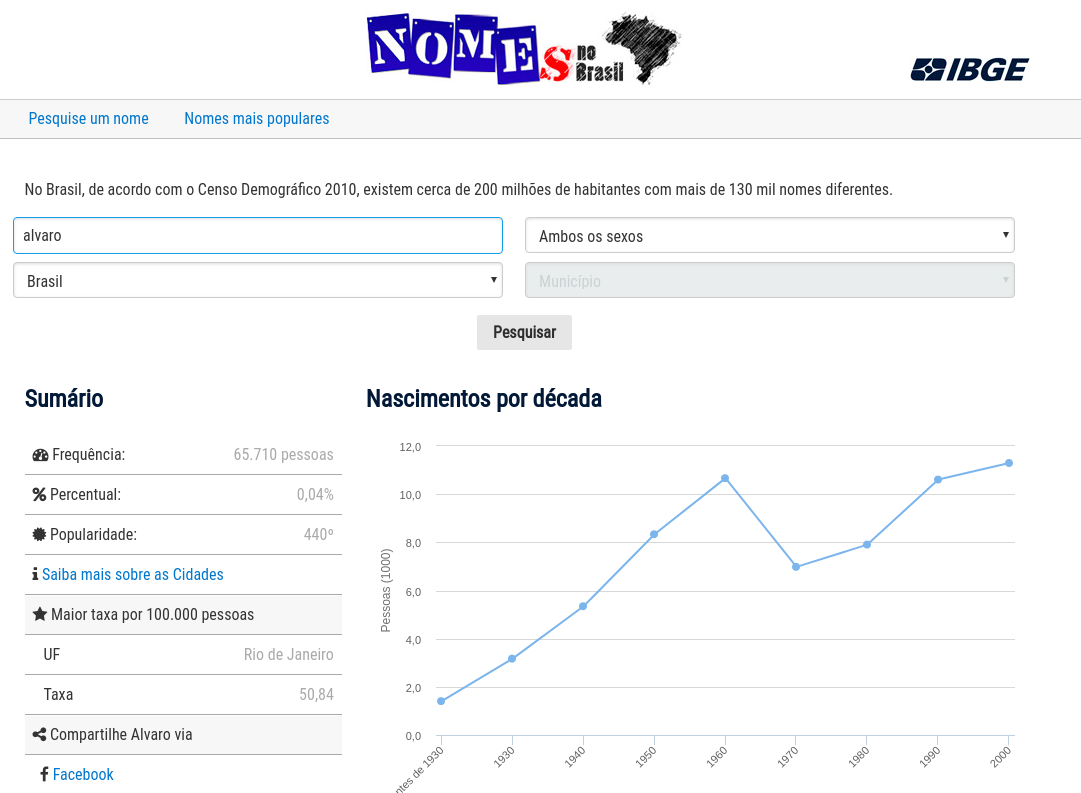 NOMES no Brasil
IBGE
Pesquise um nome Nomes mais populares
No Brasil, de acordo com o Censo Demográfico 2010, existem cerca de 200 milhões de habitantes com mais de 130 mil nomes diferentes.
alvaro Ambos os sexos
Brasil Município
Pesquisar
Sumário
Frequência: 65.710 pessoas
Percentual: 0,04%
Popularidade: 440º
Saiba mais sobre as Cidades
Maior taxa por 100.000 pessoas
UF Rio de Janeiro
Taxa 50,84
Compartilhe Alvaro via
Facebook
Nascimentos por década
Pessoas (1000)
12,0
10,0
8,0
6,0
4,0
2,0
0,0
ntes de 1930 1930 1940 1950 1960 1970 1980 1990 2000